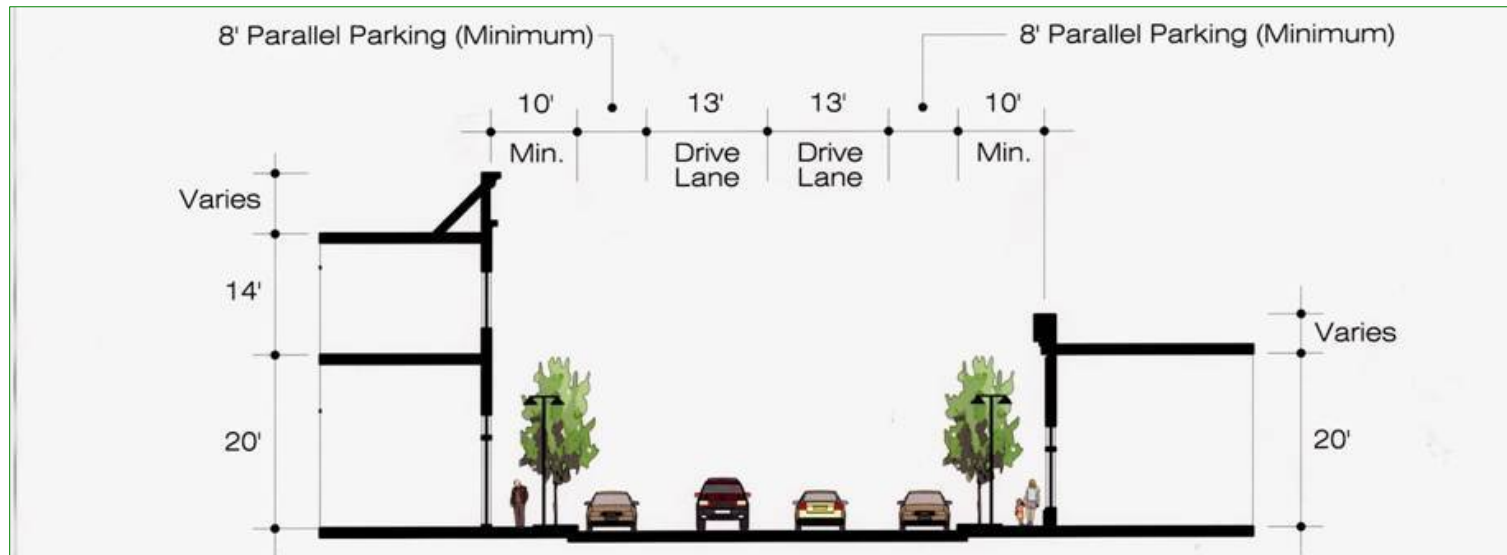 8' Parallel Parking (Minimum)
8' Parallel Parking (Minimum)
10'
13'
13'
10'
Min.
Drive
Lane
Drive
Lane
Min.
Varies
14'
20'
Varies
20'